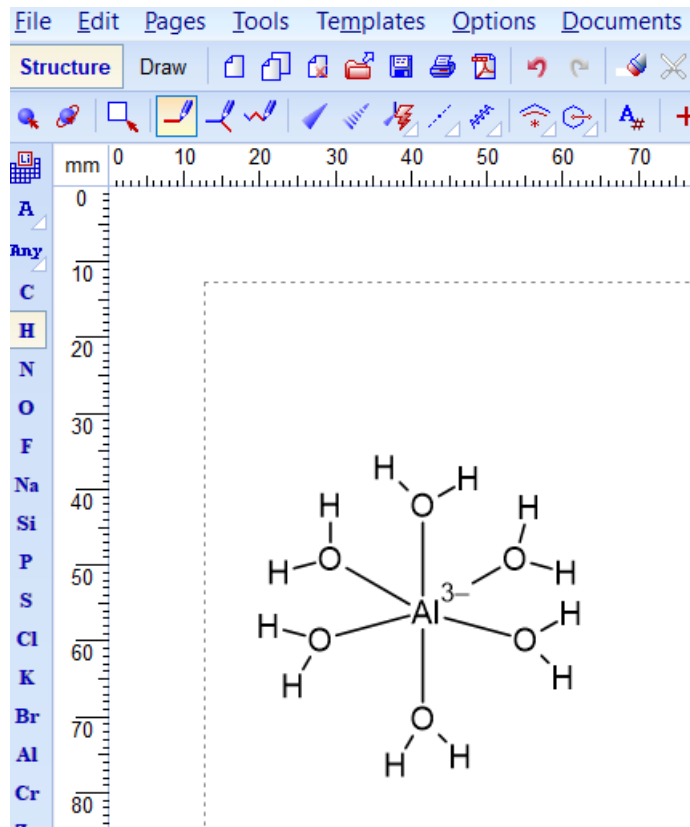 File Edit Pages Tools Templates Options Documents
Structure Draw
Li A#
mm 0 10 20 30 40 50 60 70
A
Any
C
H
N
O
F
Na
Si
P
S
Cl
K
Br
Al
Cr
0
10
20
30
40
50
60
70
80
H H
O
H H
H O O H
Al 3–
H O O H
H H
O
H H